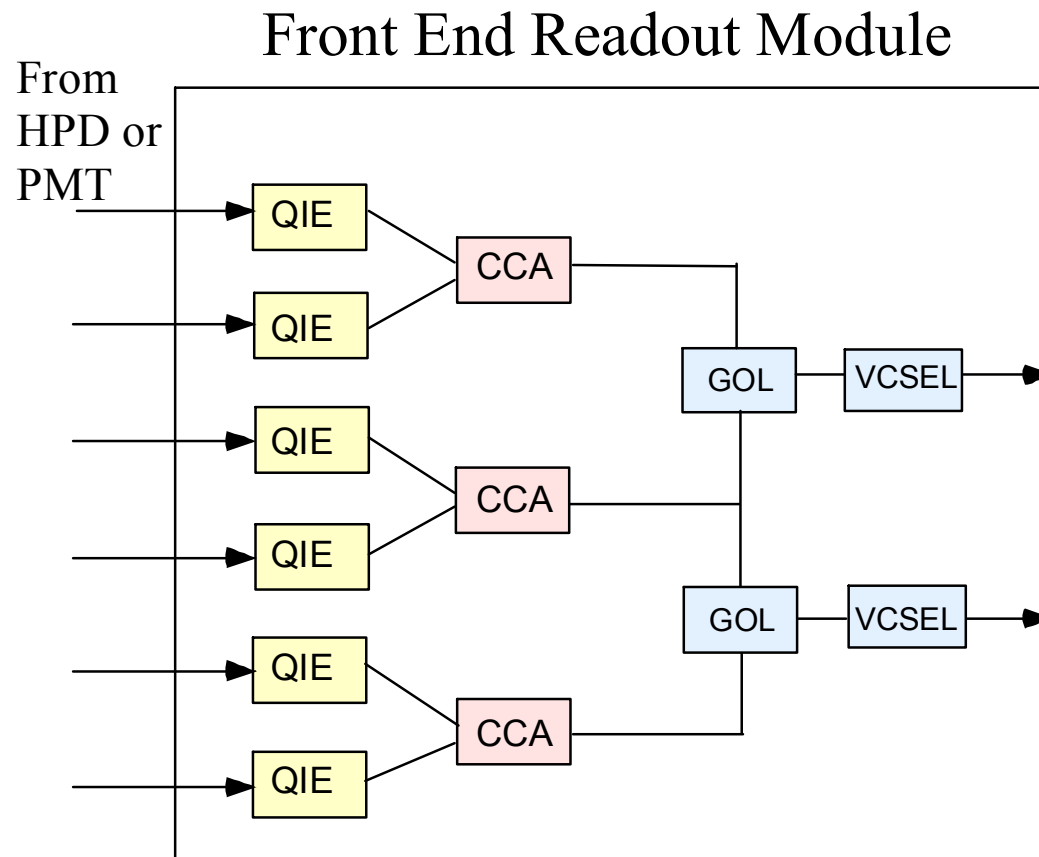 Front End Readout Module
From
HPD or
PMT
QIE
CCA
QIE
GOL
VCSEL
QIE
CCA
QIE
GOL
VCSEL
QIE
CCA
QIE